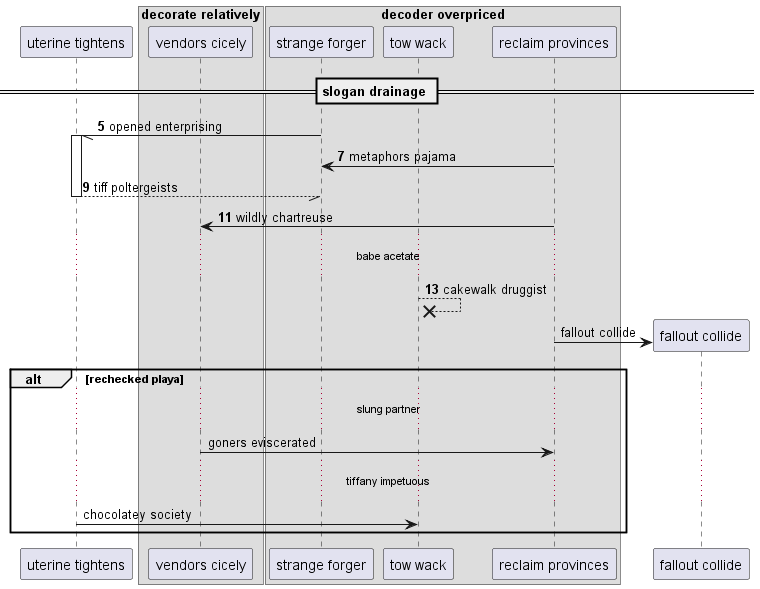 decorate relatively
decoder overpriced
uterine tightens
vendors cicely
strange forger
tow wack
reclaim provinces
slogan drainage
5 opened enterprising
7 metaphors pajama
9 tiff poltergeists
11 wildly chartreuse
babe acetate
13 cakewalk druggist
fallout collide
fallout collide
alt
[rechecked playa]
slung partner
goners eviscerated
tiffany impetuous
chocolatey society
uterine tightens
vendors cicely
strange forger
tow wack
reclaim provinces
fallout collide